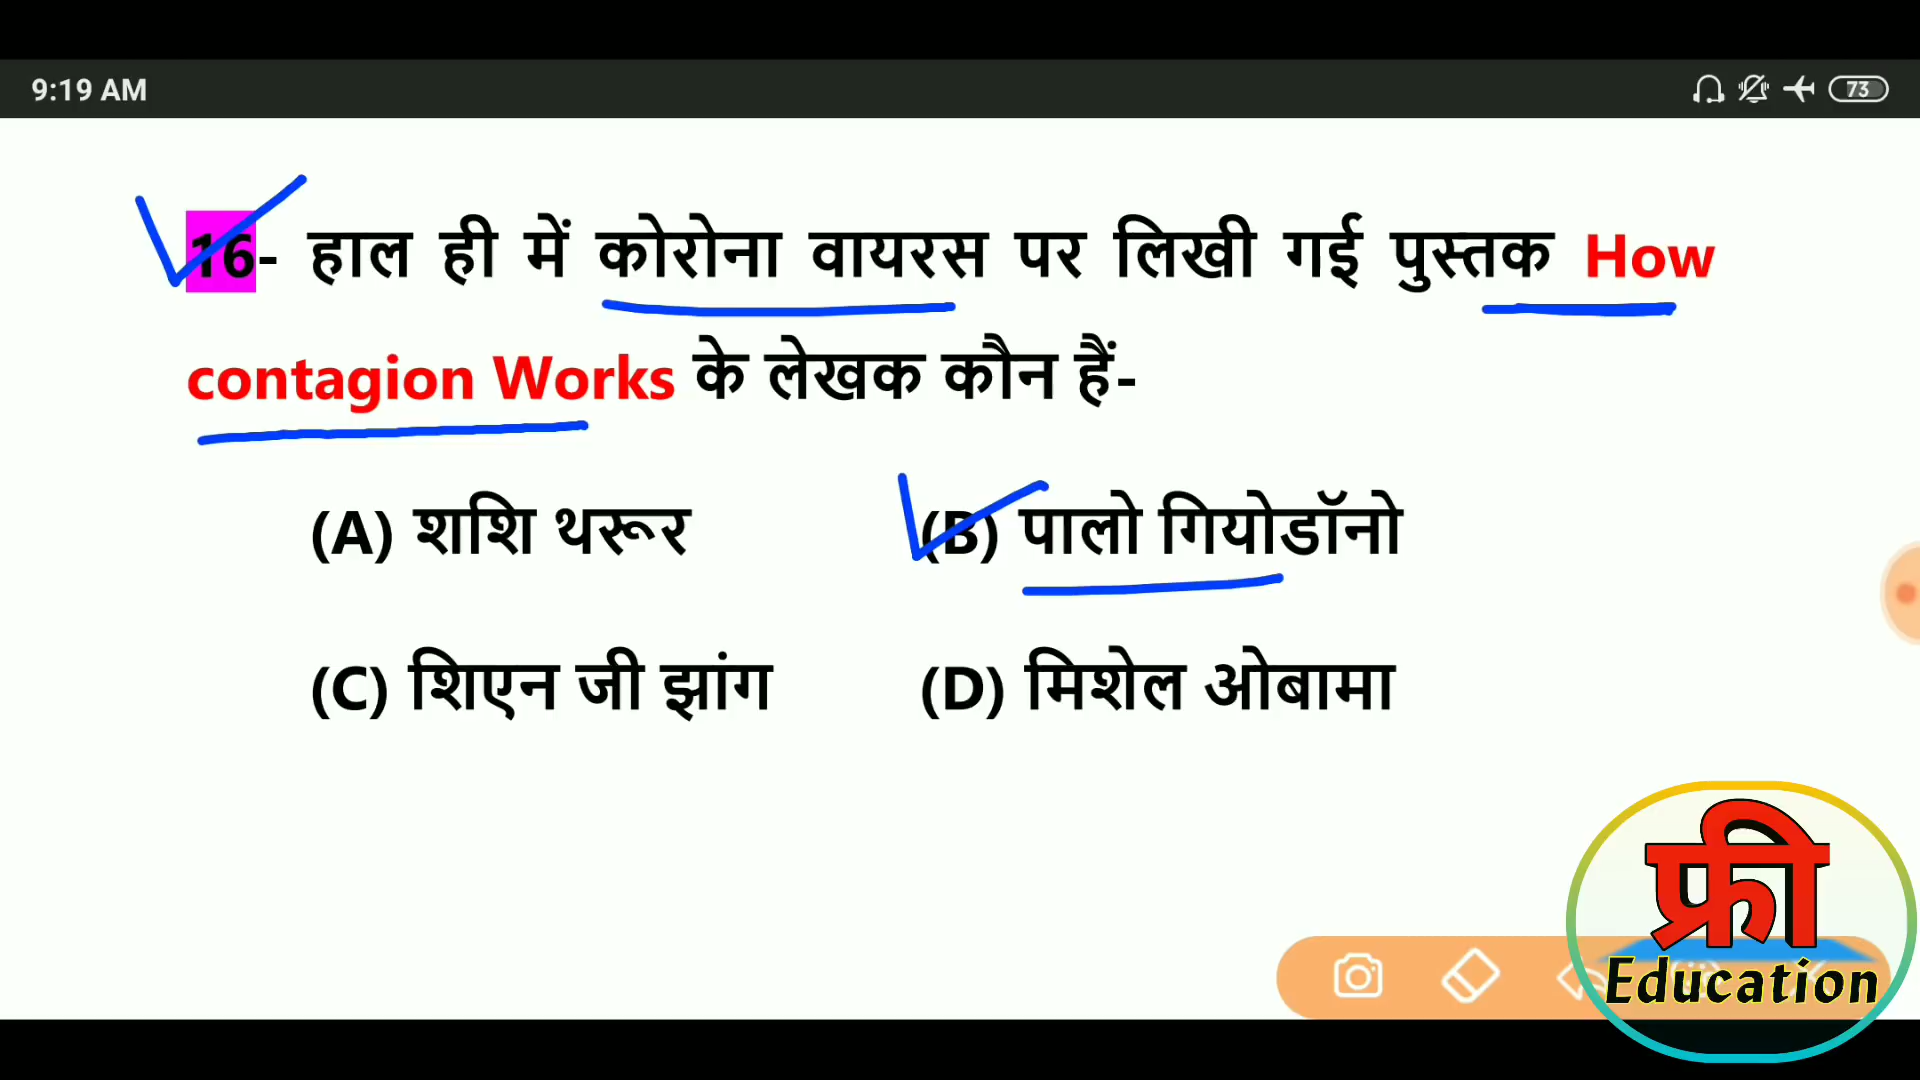 9:19 AM
73
16- हाल ही में कोरोना वायरस पर लिखी गई पुस्तक How
contagion Works के लेखक कौन हैं-
(A) शशि थरूर (B) पालो गियोडॉनो
(C) शिएन जी झांग (D) मिशेल ओबामा
फ्री
Education